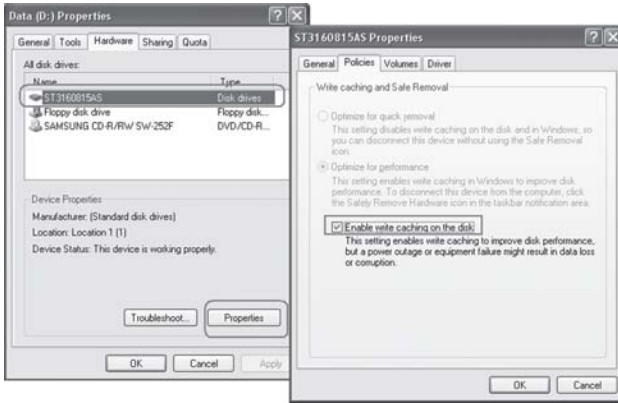 Data (D:) Properties
General Tools Hardware Sharing Quota
All disk drives:
Name Type
ST3160815AS Disk drives
Floppy disk drive Floppy disk...
SAMSUNG CD-R/RW SW-252F DVD/CD-R...
Device Properties
Manufacturer: (Standard disk drives)
Location: Location 1 (1)
Device Status: This device is working properly.
Troubleshoot... Properties
OK Cancel Apply
ST3160815AS Properties
General Policies Volumes Driver
Write caching and Safe Removal
Optimize for quick removal
This setting disables write caching on the disk and in Windows, so
you can disconnect this device without using the Safe Removal
icon.
Optimize for performance
This setting enables write caching in Windows to improve disk
performance. To disconnect this device from the computer, click
the Safely Remove Hardware icon in the taskbar notification area.
Enable write caching on the disk
This setting enables write caching to improve disk performance,
but a power outage or equipment failure might result in data loss
or corruption.
OK Cancel